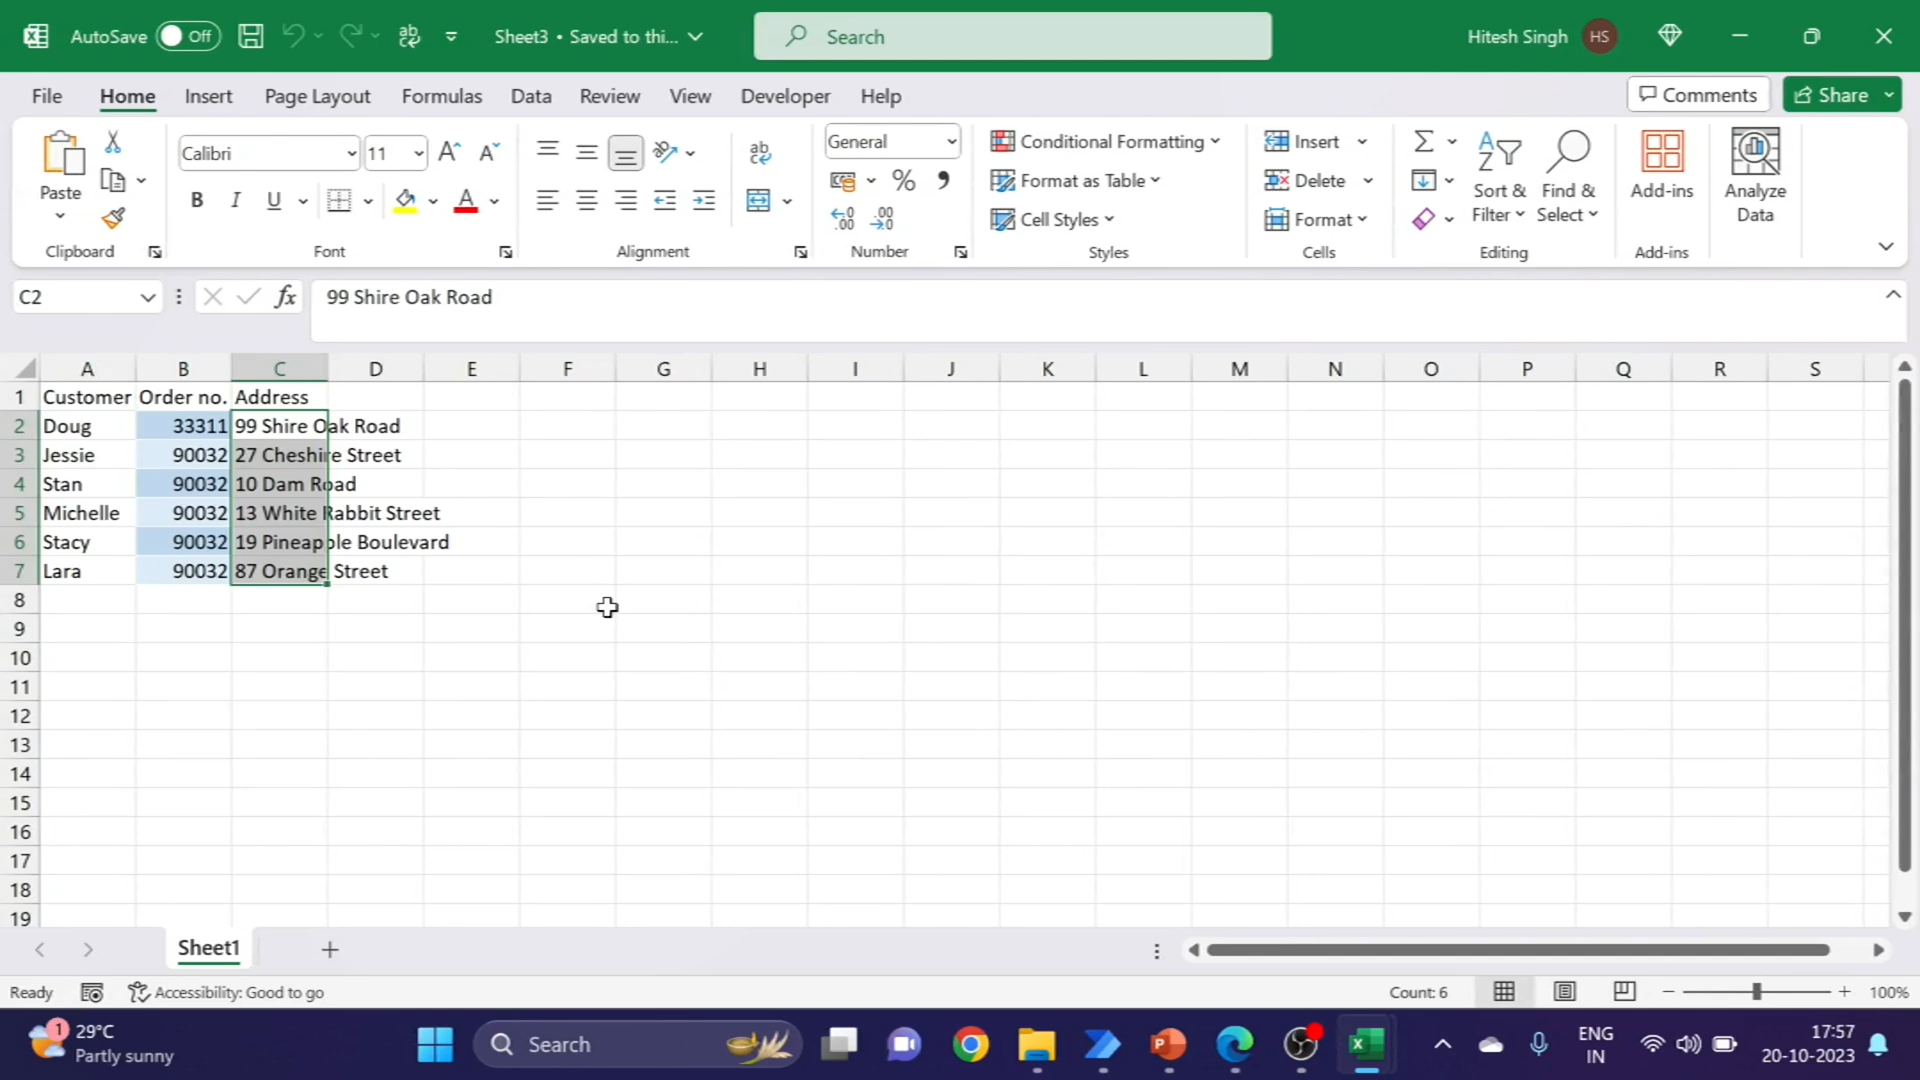 AutoSave Off Sheet3 • Saved to thi... Search Hitesh Singh HS
File Home Insert Page Layout Formulas Data Review View Developer Help Comments Share
Paste Calibri 11 General Conditional Formatting Insert
B I U Format as Table Delete Sort & Filter Find & Select Add-ins Analyze Data
Cell Styles Format
Clipboard Font Alignment Number Styles Cells Editing Add-ins
C2 fx 99 Shire Oak Road
A B C D E F G H I J K L M N O P Q R S
1 Customer Order no. Address
2 Doug 33311 99 Shire Oak Road
3 Jessie 90032 27 Cheshire Street
4 Stan 90032 10 Dam Road
5 Michelle 90032 13 White Rabbit Street
6 Stacy 90032 19 Pineapple Boulevard
7 Lara 90032 87 Orange Street
8
9
10
11
12
13
14
15
16
17
18
19
Sheet1
Ready Accessibility: Good to go Count: 6 100%
1 29°C Search ENG 17:57
Partly sunny IN 20-10-2023